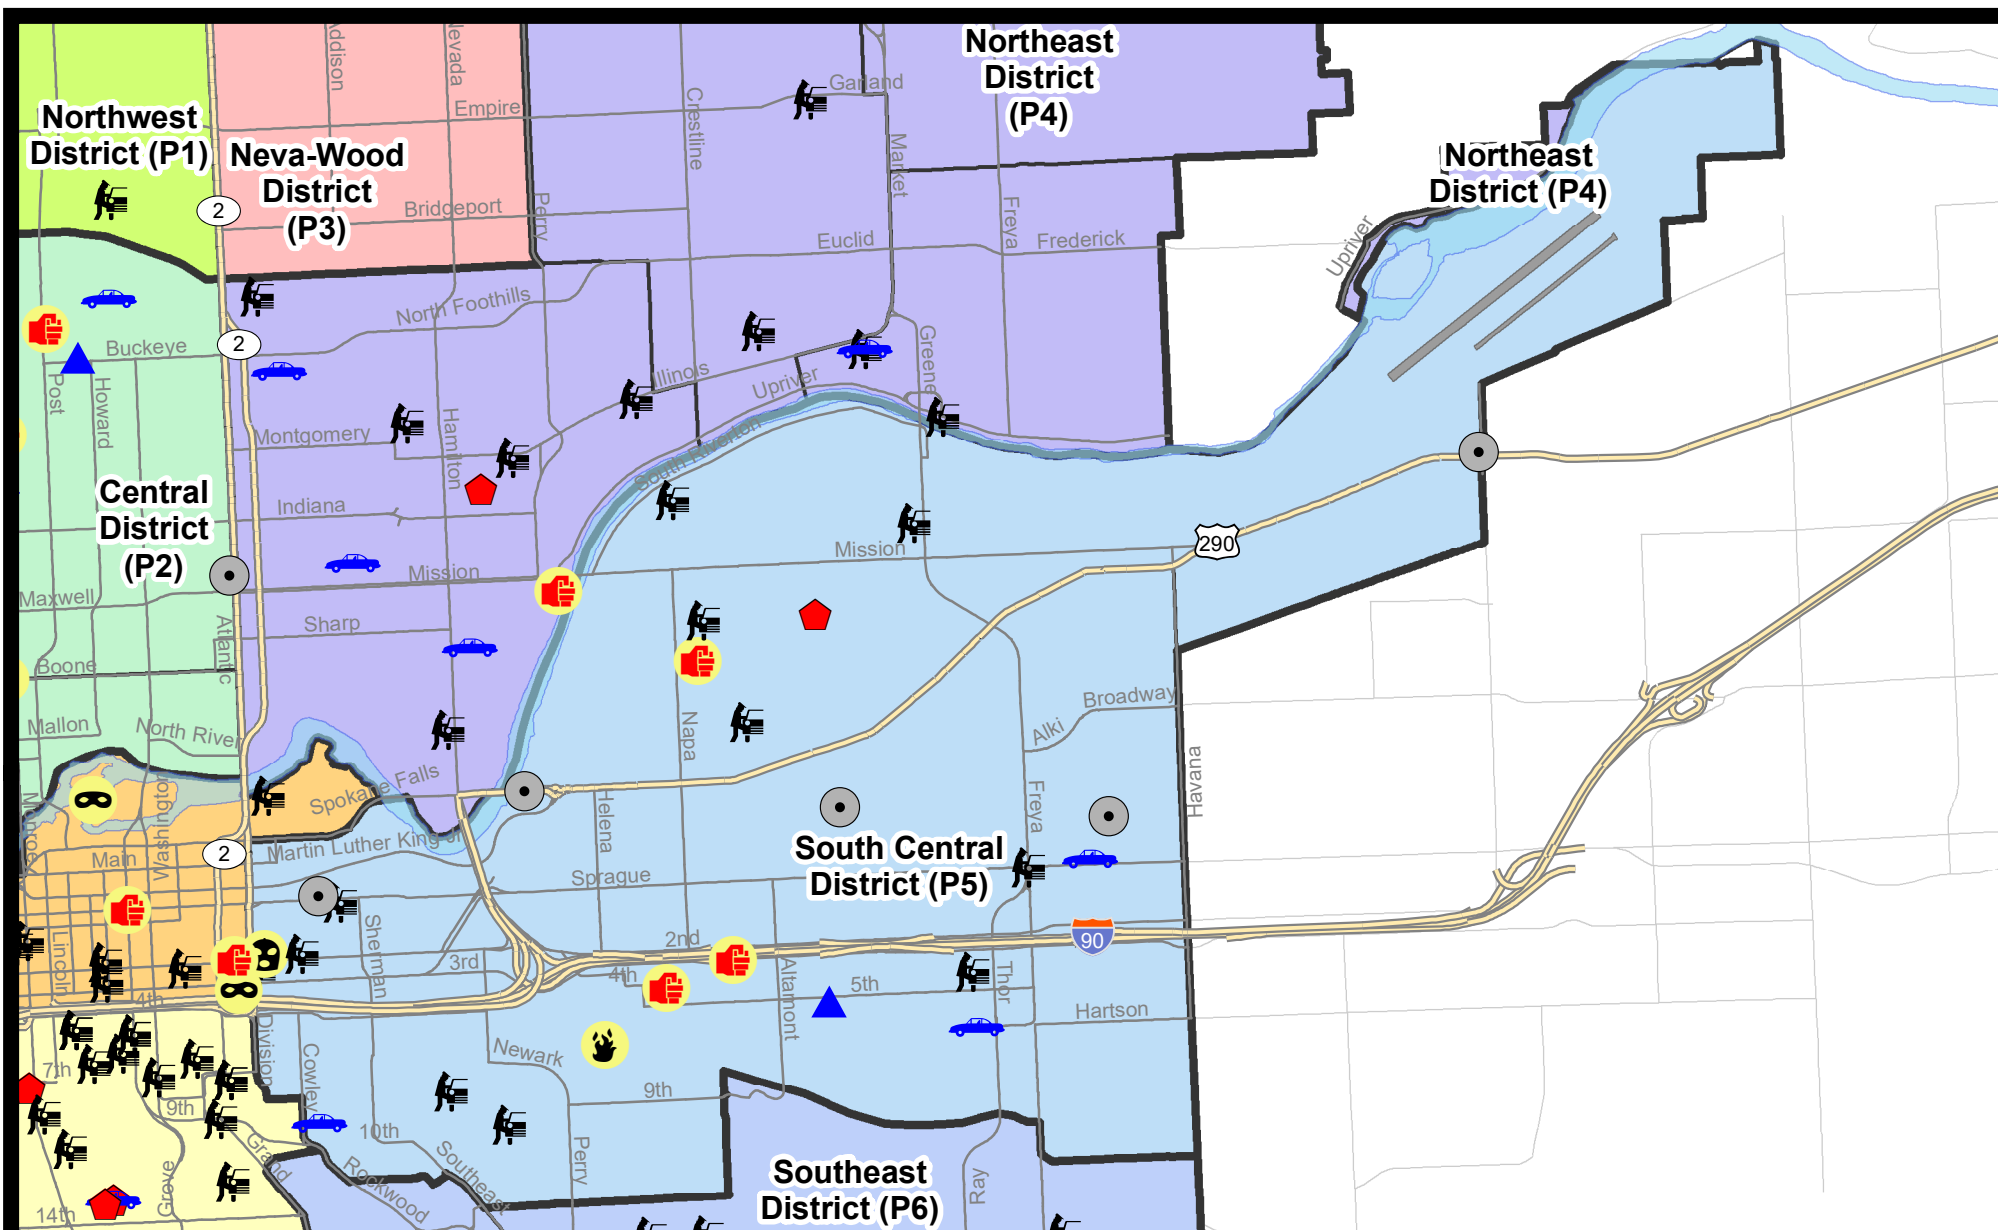 Northeast
District
(P4)
Northwest
District (P1)
Neva-Wood
District
(P3)
Northeast
District (P4)
Central
District
(P2)
South Central
District (P5)
Southeast
District (P6)
Nevada
Empire
Garland
Crestline
Market
Bridgeport
Perry
Freya
Euclid
Frederick
Upriver
2
North Foothills
2
Buckeye
Post
Howard
Illinois
Upriver
Greene
Montgomery
Hamilton
South Riverton
Indiana
Mission
290
Mission
Maxwell
Sharp
Atlantic
Boone
Mallon
North River
Napa
Broadway
Alki
Havana
Spokane Falls
Washington
Helena
Freya
Main
2
Martin Luther King Jr
Sprague
Sherman
Lincoln
2nd
3rd
4th
90
4th
5th
Altamont
Thor
Hartson
Division
Cowley
Newark
7th
9th
9th
10th
Grand
Rockwood
Southeast
Perry
Grove
14th
Ray